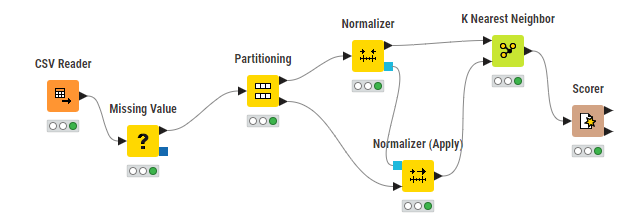 Normalizer
K Nearest Neighbor
CSV Reader
Partitioning
Missing Value
Scorer
?
Normalizer (Apply)